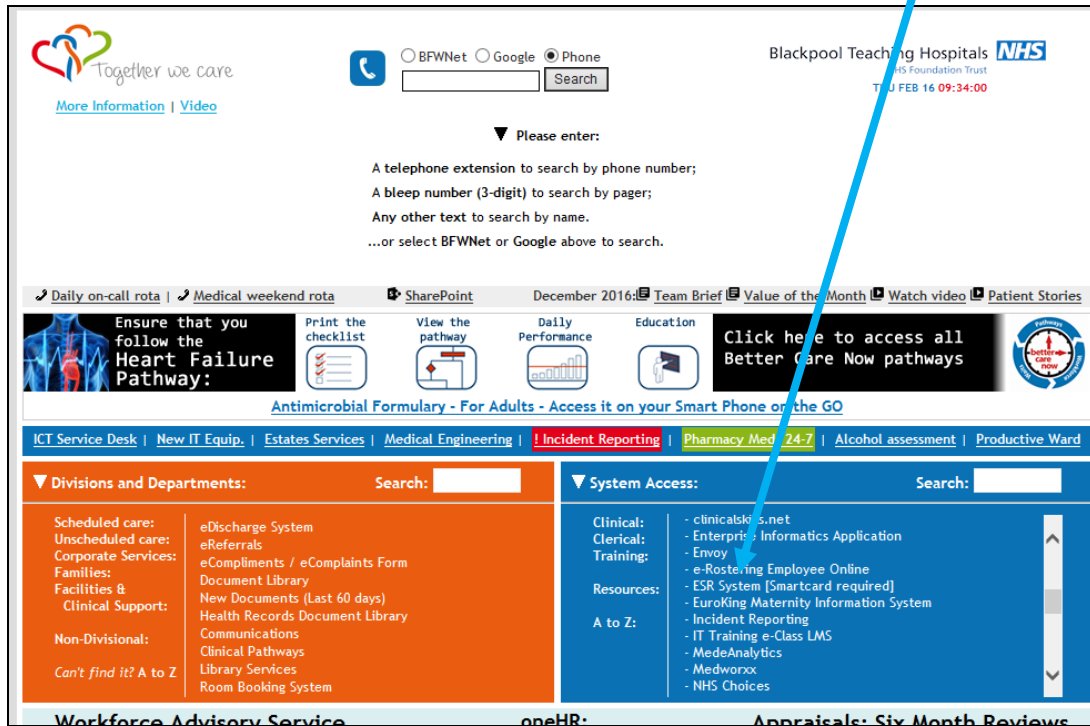 Together we care
More Information | Video
BFWNet Google Phone
Search
Blackpool Teaching Hospitals NHS
NHS Foundation Trust
THU FEB 16 09:34:00
▼ Please enter:
A telephone extension to search by phone number;
A bleep number (3-digit) to search by pager;
Any other text to search by name.
...or select BFWNet or Google above to search.
Daily on-call rota | Medical weekend rota SharePoint December 2016: Team Brief Value of the Month Watch video Patient Stories
Ensure that you
follow the
Heart Failure
Pathway:
Print the
checklist
View the
pathway
Daily
Performance
Education
Click here to access all
Better Care Now pathways
Pathways
better
care
now
Antimicrobial Formulary - For Adults - Access it on your Smart Phone on the GO
ICT Service Desk | New IT Equip. | Estates Services | Medical Engineering | ! Incident Reporting | Pharmacy Meds 24-7 | Alcohol assessment | Productive Ward
▼ Divisions and Departments: Search:
Scheduled care:
Unscheduled care:
Corporate Services:
Families:
Facilities &
Clinical Support:
Non-Divisional:
Can't find it? A to Z
eDischarge System
eReferrals
eCompliments / eComplaints Form
Document Library
New Documents (Last 60 days)
Health Records Document Library
Communications
Clinical Pathways
Library Services
Room Booking System
▼ System Access: Search:
Clinical:
Clerical:
Training:
Resources:
A to Z:
- clinicalskills.net
- Enterprise Informatics Application
- Envoy
- e-Rostering Employee Online
- ESR System [Smartcard required]
- EuroKing Maternity Information System
- Incident Reporting
- IT Training e-Class LMS
- MedeAnalytics
- Medworxx
- NHS Choices
Workforce Advisory Service oneHR: Appraisals: Six Month Reviews